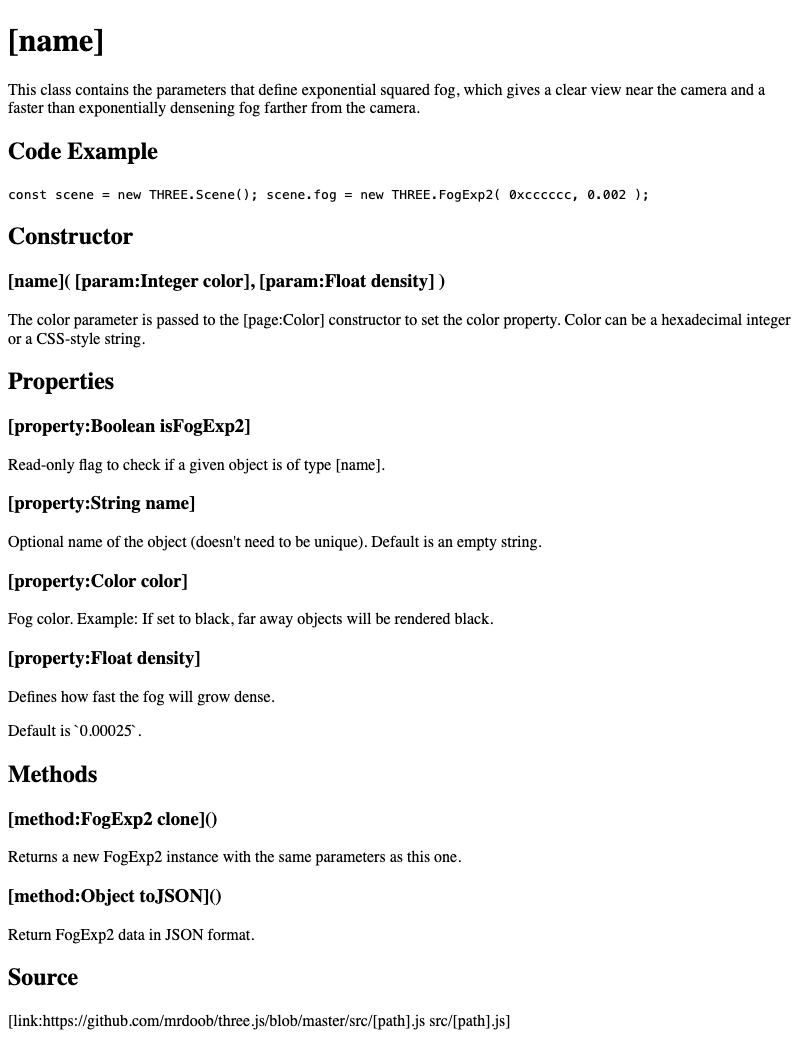 [name]
This class contains the parameters that define exponential squared fog, which gives a clear view near the camera and a
faster than exponentially densening fog farther from the camera.
Code Example
const scene = new THREE.Scene(); scene.fog = new THREE.FogExp2( 0xcccccc, 0.002 );
Constructor
[name]( [param:Integer color], [param:Float density] )
The color parameter is passed to the [page:Color] constructor to set the color property. Color can be a hexadecimal integer
or a CSS-style string.
Properties
[property:Boolean isFogExp2]
Read-only flag to check if a given object is of type [name].
[property:String name]
Optional name of the object (doesn't need to be unique). Default is an empty string.
[property:Color color]
Fog color. Example: If set to black, far away objects will be rendered black.
[property:Float density]
Defines how fast the fog will grow dense.
Default is `0.00025`.
Methods
[method:FogExp2 clone]()
Returns a new FogExp2 instance with the same parameters as this one.
[method:Object toJSON]()
Return FogExp2 data in JSON format.
Source
[link:https://github.com/mrdoob/three.js/blob/master/src/[path].js src/[path].js]